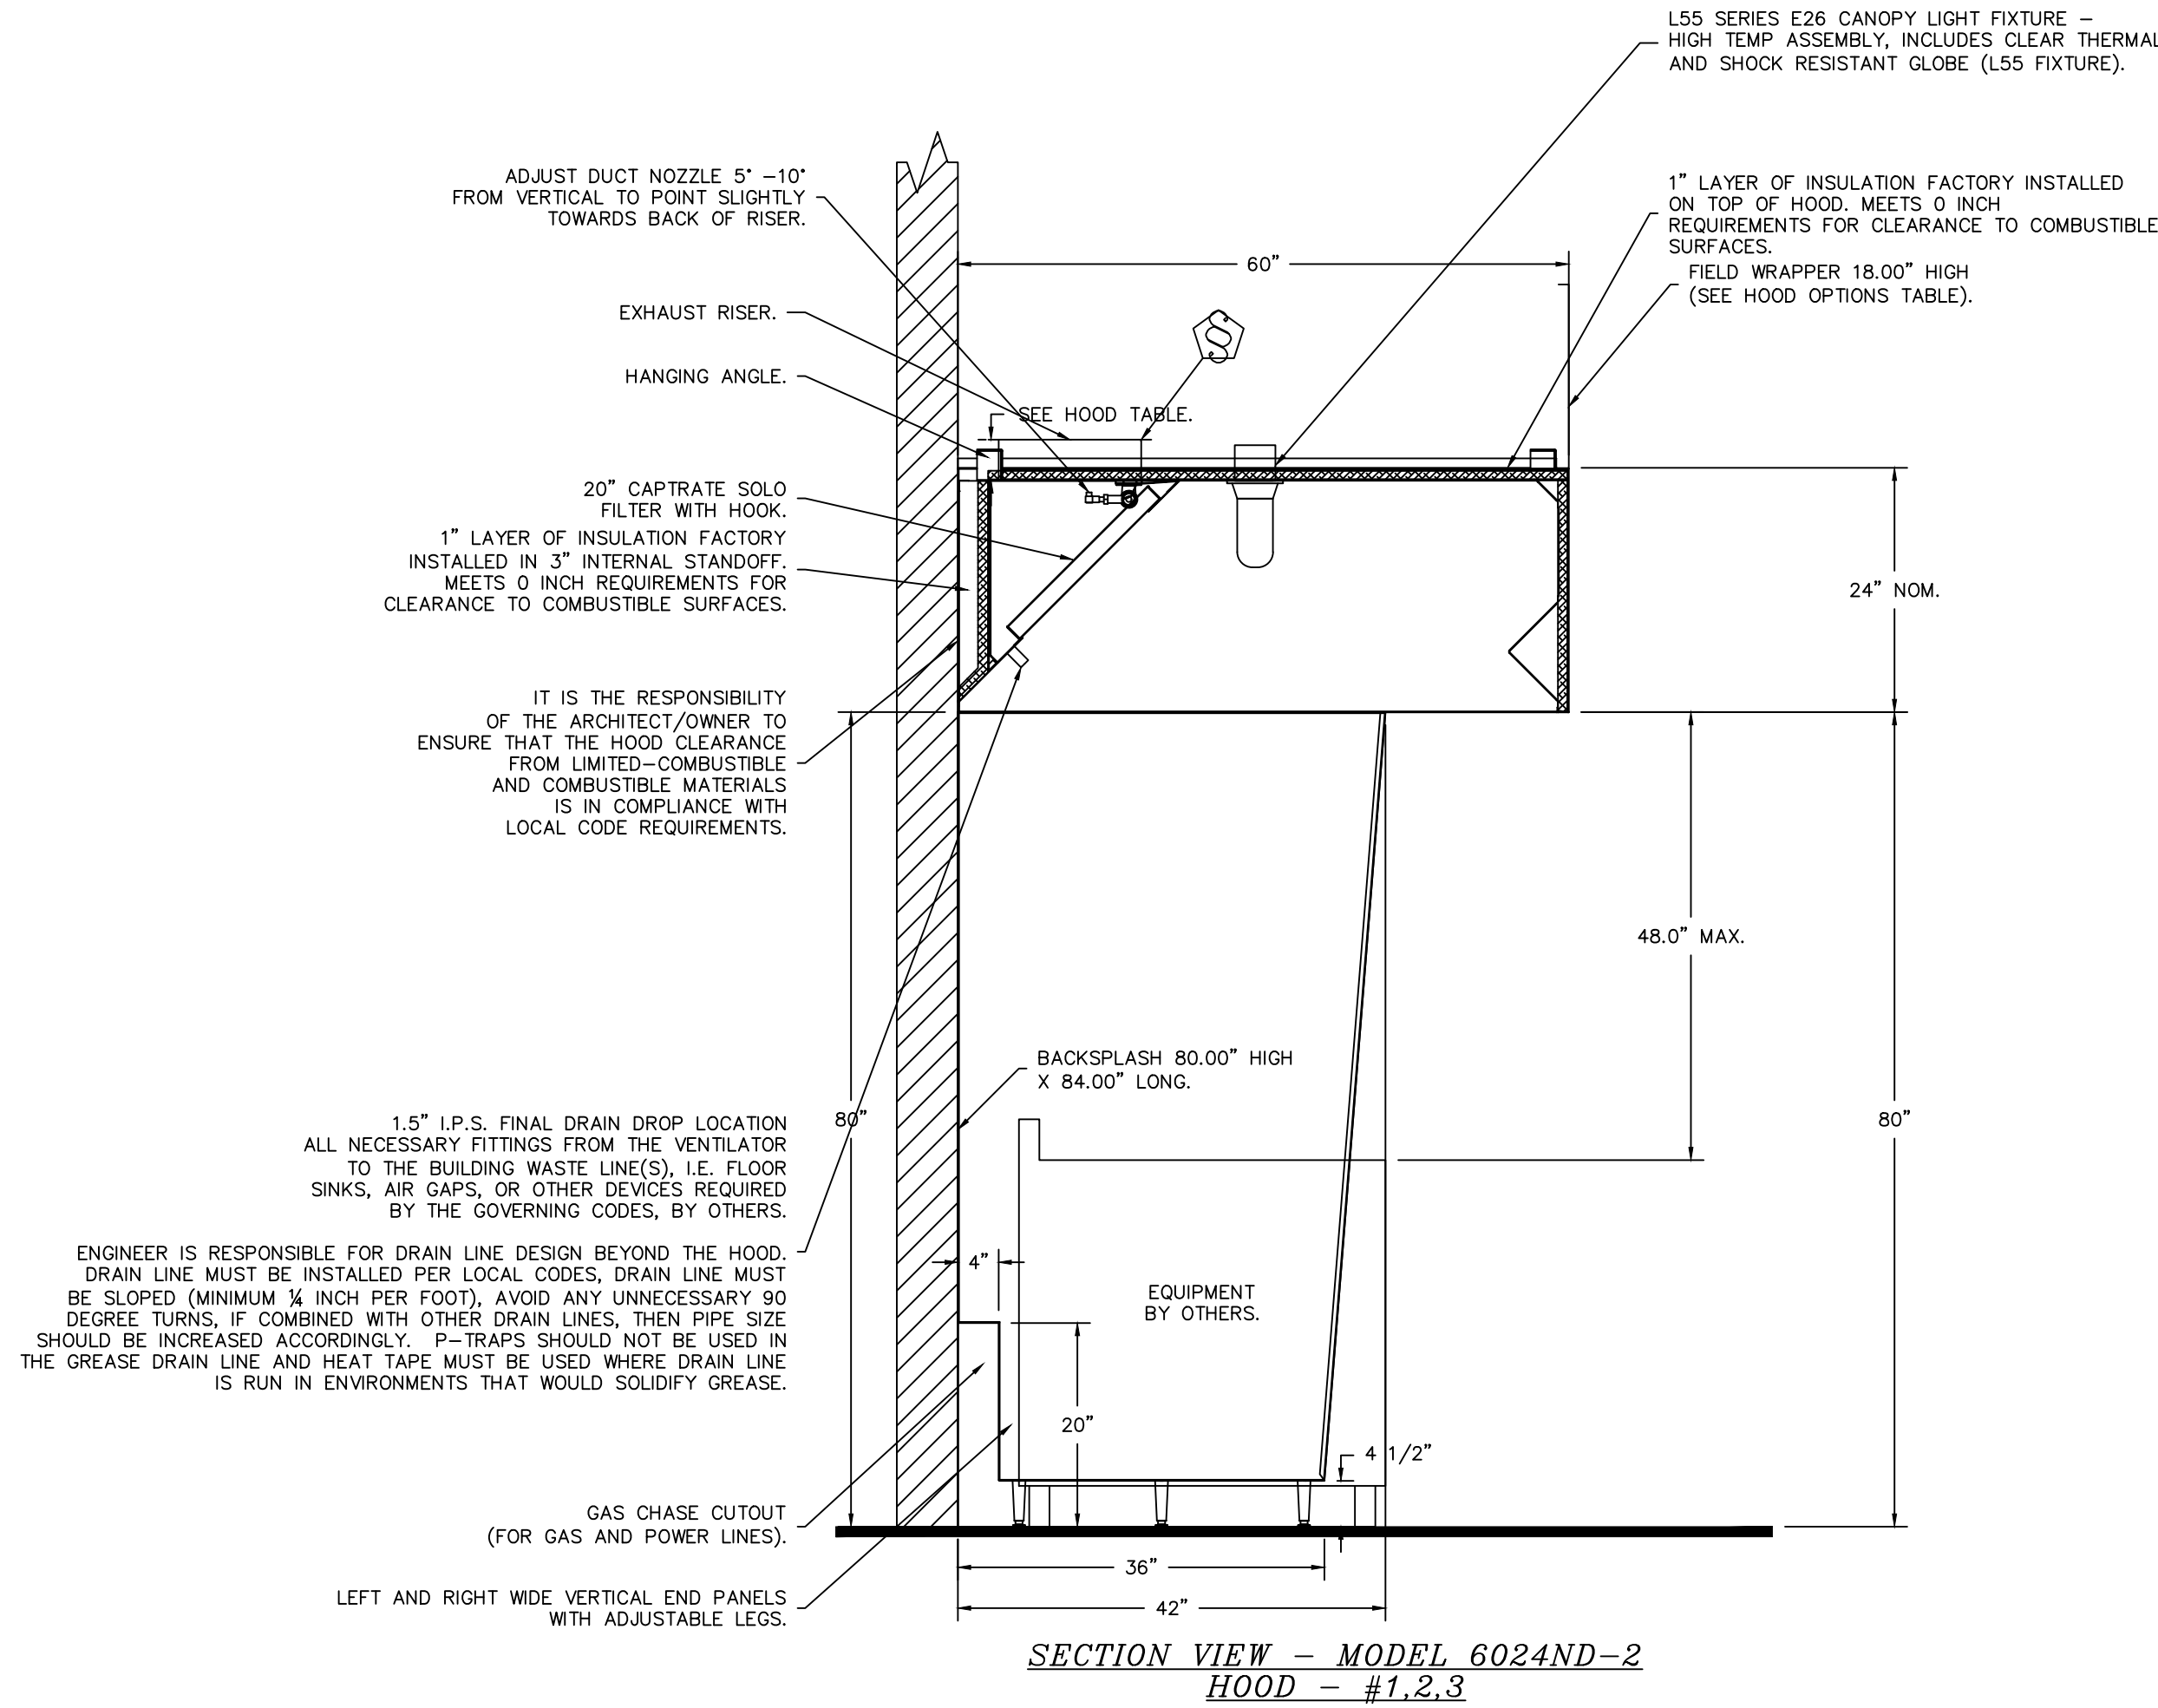 L55 SERIES E26 CANOPY LIGHT FIXTURE –
HIGH TEMP ASSEMBLY, INCLUDES CLEAR THERMAL
AND SHOCK RESISTANT GLOBE (L55 FIXTURE).
ADJUST DUCT NOZZLE 5° –10°
FROM VERTICAL TO POINT SLIGHTLY
TOWARDS BACK OF RISER.
1" LAYER OF INSULATION FACTORY INSTALLED
ON TOP OF HOOD. MEETS 0 INCH
REQUIREMENTS FOR CLEARANCE TO COMBUSTIBLE
SURFACES.
FIELD WRAPPER 18.00" HIGH
(SEE HOOD OPTIONS TABLE).
60"
EXHAUST RISER.
§
HANGING ANGLE.
SEE HOOD TABLE.
20" CAPTRATE SOLO
FILTER WITH HOOK.
1" LAYER OF INSULATION FACTORY
INSTALLED IN 3" INTERNAL STANDOFF.
MEETS 0 INCH REQUIREMENTS FOR
CLEARANCE TO COMBUSTIBLE SURFACES.
24" NOM.
IT IS THE RESPONSIBILITY
OF THE ARCHITECT/OWNER TO
ENSURE THAT THE HOOD CLEARANCE
FROM LIMITED–COMBUSTIBLE
AND COMBUSTIBLE MATERIALS
IS IN COMPLIANCE WITH
LOCAL CODE REQUIREMENTS.
48.0" MAX.
BACKSPLASH 80.00" HIGH
X 84.00" LONG.
80"
80"
1.5" I.P.S. FINAL DRAIN DROP LOCATION
ALL NECESSARY FITTINGS FROM THE VENTILATOR
TO THE BUILDING WASTE LINE(S), I.E. FLOOR
SINKS, AIR GAPS, OR OTHER DEVICES REQUIRED
BY THE GOVERNING CODES, BY OTHERS.
ENGINEER IS RESPONSIBLE FOR DRAIN LINE DESIGN BEYOND THE HOOD.
DRAIN LINE MUST BE INSTALLED PER LOCAL CODES, DRAIN LINE MUST
BE SLOPED (MINIMUM ¼ INCH PER FOOT), AVOID ANY UNNECESSARY 90
DEGREE TURNS, IF COMBINED WITH OTHER DRAIN LINES, THEN PIPE SIZE
SHOULD BE INCREASED ACCORDINGLY. P–TRAPS SHOULD NOT BE USED IN
THE GREASE DRAIN LINE AND HEAT TAPE MUST BE USED WHERE DRAIN LINE
IS RUN IN ENVIRONMENTS THAT WOULD SOLIDIFY GREASE.
4"
EQUIPMENT
BY OTHERS.
20"
4 1/2"
GAS CHASE CUTOUT
(FOR GAS AND POWER LINES).
36"
LEFT AND RIGHT WIDE VERTICAL END PANELS
WITH ADJUSTABLE LEGS.
42"
SECTION VIEW – MODEL 6024ND–2
HOOD – #1,2,3